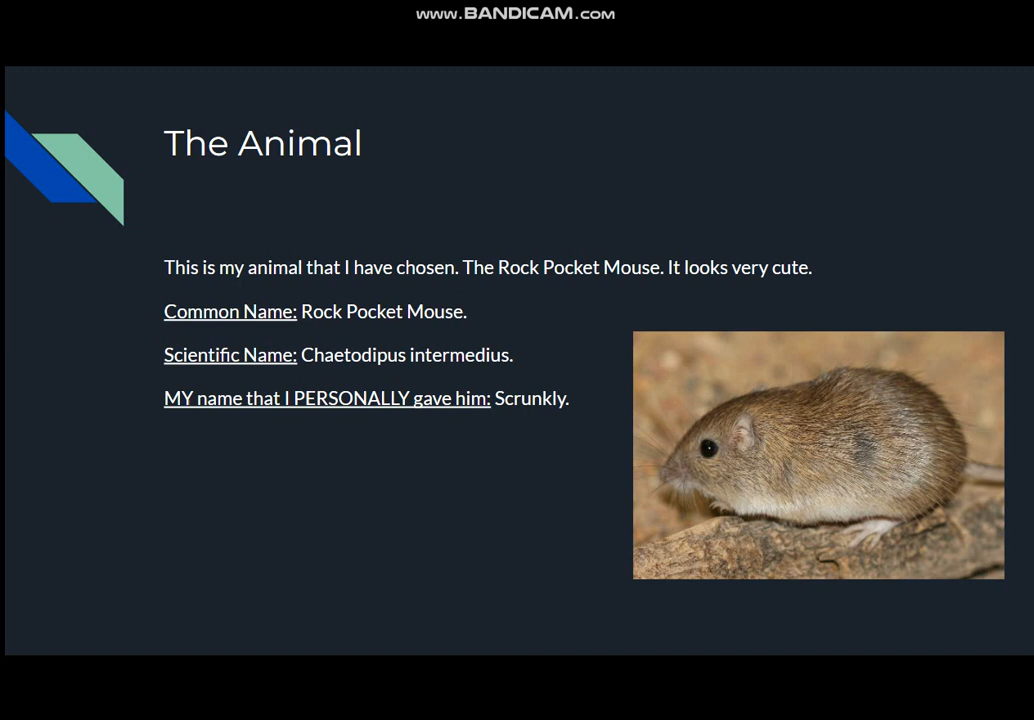 www.BANDICAM.com
The Animal
This is my animal that I have chosen. The Rock Pocket Mouse. It looks very cute.
Common Name: Rock Pocket Mouse.
Scientific Name: Chaetodipus intermedius.
MY name that I PERSONALLY gave him: Scrunkly.